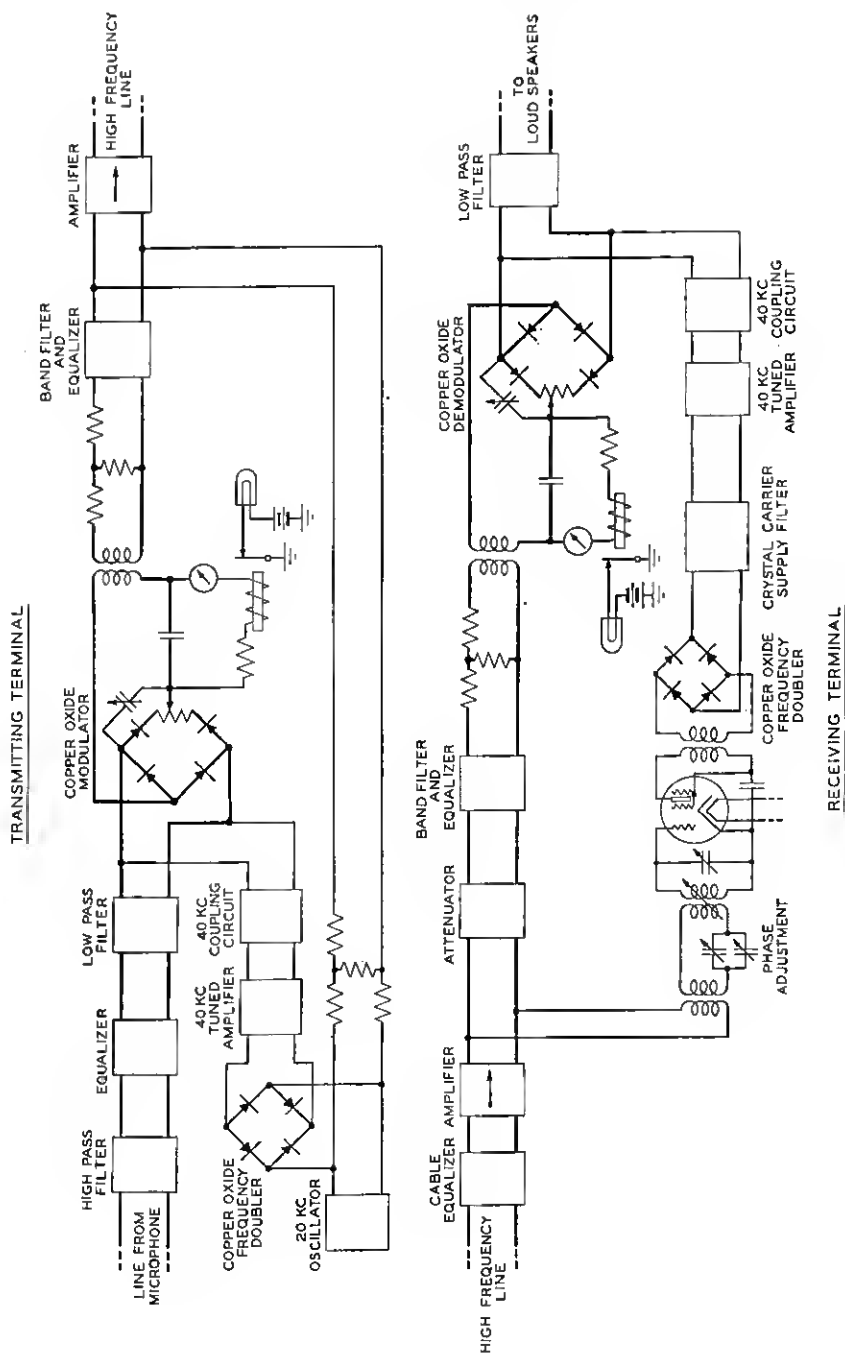 TRANSMITTING TERMINAL
LINE FROM
MICROPHONE
HIGH PASS
FILTER
EQUALIZER
LOW PASS
FILTER
COPPER OXIDE
MODULATOR
BAND FILTER
AND
EQUALIZER
AMPLIFIER
HIGH FREQUENCY
LINE
20 KC
OSCILLATOR
COPPER OXIDE
FREQUENCY
DOUBLER
40 KC
TUNED
AMPLIFIER
40 KC
COUPLING
CIRCUIT
HIGH FREQUENCY
LINE
CABLE
EQUALIZER
AMPLIFIER
ATTENUATOR
BAND FILTER
AND
EQUALIZER
COPPER OXIDE
DEMODULATOR
LOW PASS
FILTER
TO
LOUD SPEAKERS
PHASE
ADJUSTMENT
COPPER OXIDE
FREQUENCY
DOUBLER
CRYSTAL CARRIER
SUPPLY FILTER
40 KC
TUNED
AMPLIFIER
40 KC
COUPLING
CIRCUIT
RECEIVING TERMINAL